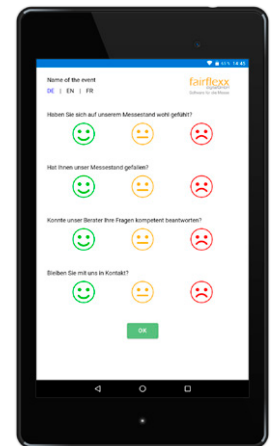 61% 14:41
Name of the event
fairflexx
DE | EN | FR
Software für die Messe
Haben Sie sich auf unserem Messestand wohl gefühlt?
Hat Ihnen unser Messestand gefallen?
Konnte unser Berater Ihre Fragen kompetent beantworten?
Bleiben Sie mit uns in Kontakt?
OK